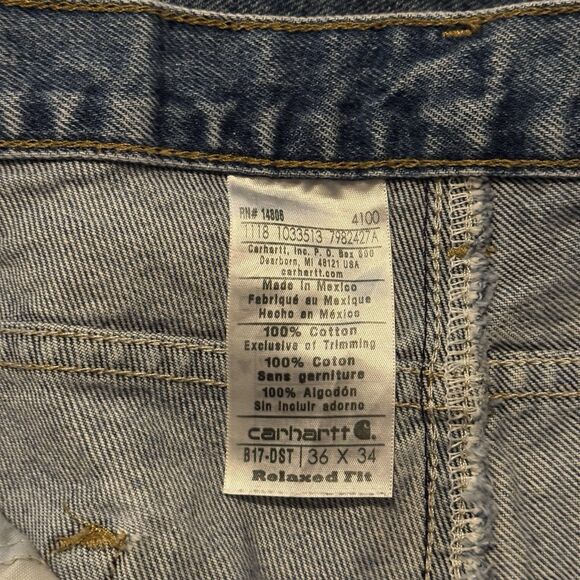 RN# 14806 4100
1118 1033513 7982427A
Carhartt, Inc. P.O. Box 600
Dearborn, MI 48121 USA
carhartt.com
Made in Mexico
Fabriqué au Mexique
Hecho en México
100% Cotton
Exclusive of Trimming
100% Coton
Sans garniture
100% Algodón
Sin incluir adorno
carhartt
B17-DST 36 X 34
Relaxed Fit